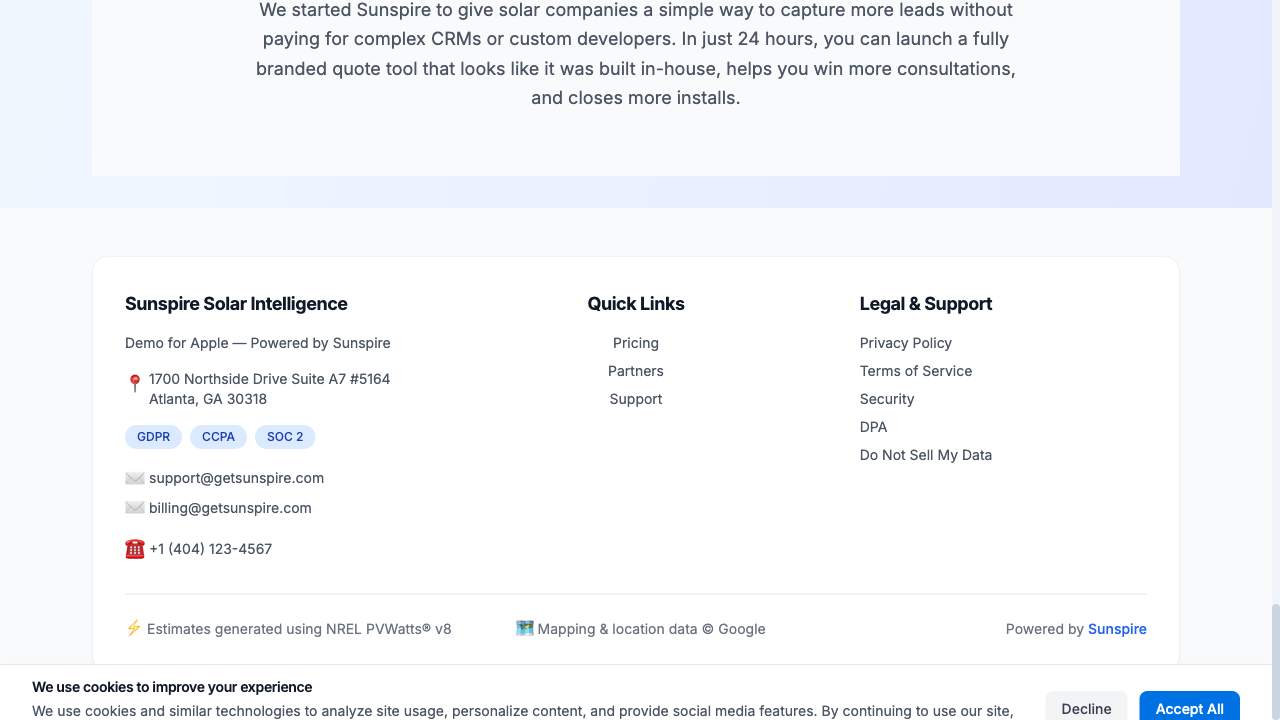 We started Sunspire to give solar companies a simple way to capture more leads without
paying for complex CRMs or custom developers. In just 24 hours, you can launch a fully
branded quote tool that looks like it was built in-house, helps you win more consultations,
and closes more installs.
Sunspire Solar Intelligence
Demo for Apple — Powered by Sunspire
📍 1700 Northside Drive Suite A7 #5164
Atlanta, GA 30318
GDPR CCPA SOC 2
✉️ support@getsunspire.com
✉️ billing@getsunspire.com
☎️ +1 (404) 123-4567
Quick Links
Pricing
Partners
Support
Legal & Support
Privacy Policy
Terms of Service
Security
DPA
Do Not Sell My Data
⚡ Estimates generated using NREL PVWatts® v8
🗺️ Mapping & location data © Google
Powered by Sunspire
We use cookies to improve your experience
We use cookies and similar technologies to analyze site usage, personalize content, and provide social media features. By continuing to use our site,
Decline
Accept All